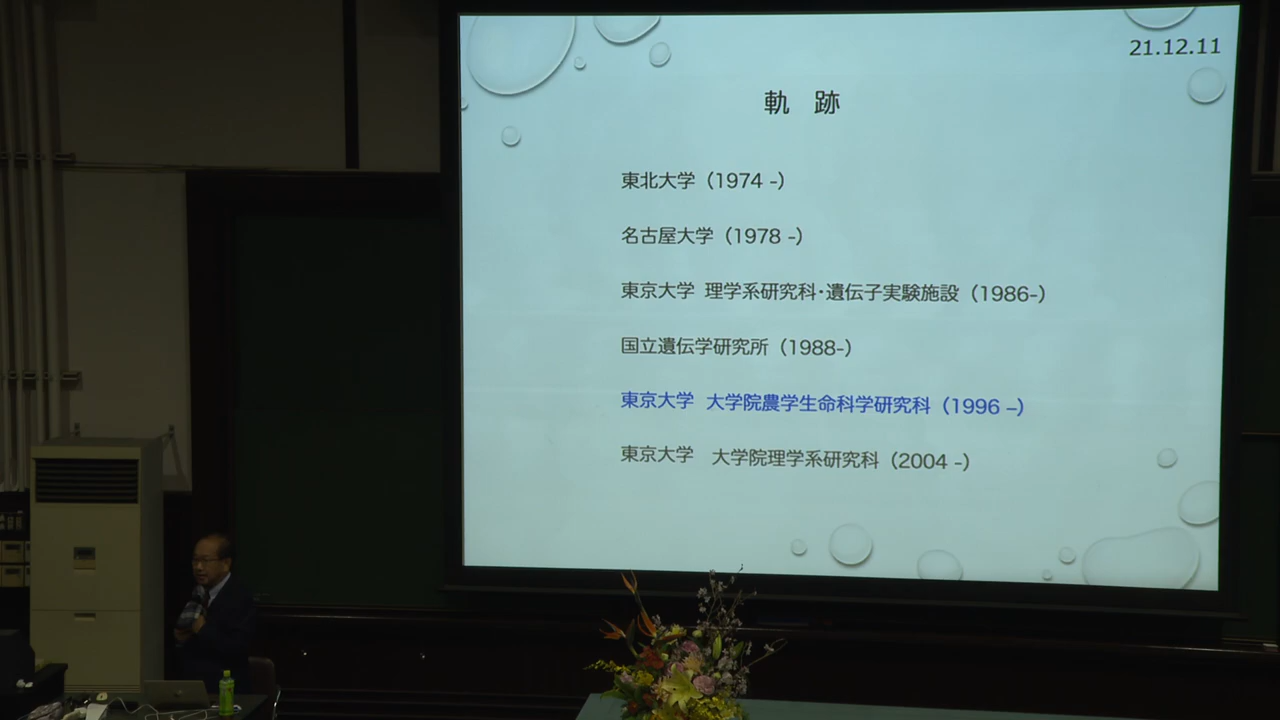 21.12.11
軌　跡
東北大学（1974 -）
名古屋大学（1978 -）
東京大学 理学系研究科･遺伝子実験施設（1986-）
国立遺伝学研究所（1988-）
東京大学　大学院農学生命科学研究科（1996 –）
東京大学　大学院理学系研究科（2004 -）